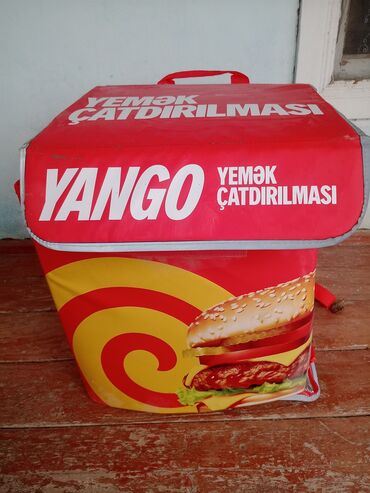 YEMƏK
ÇATDIRILMASI
YANGO
YEMƏK
ÇATDIRILMASI